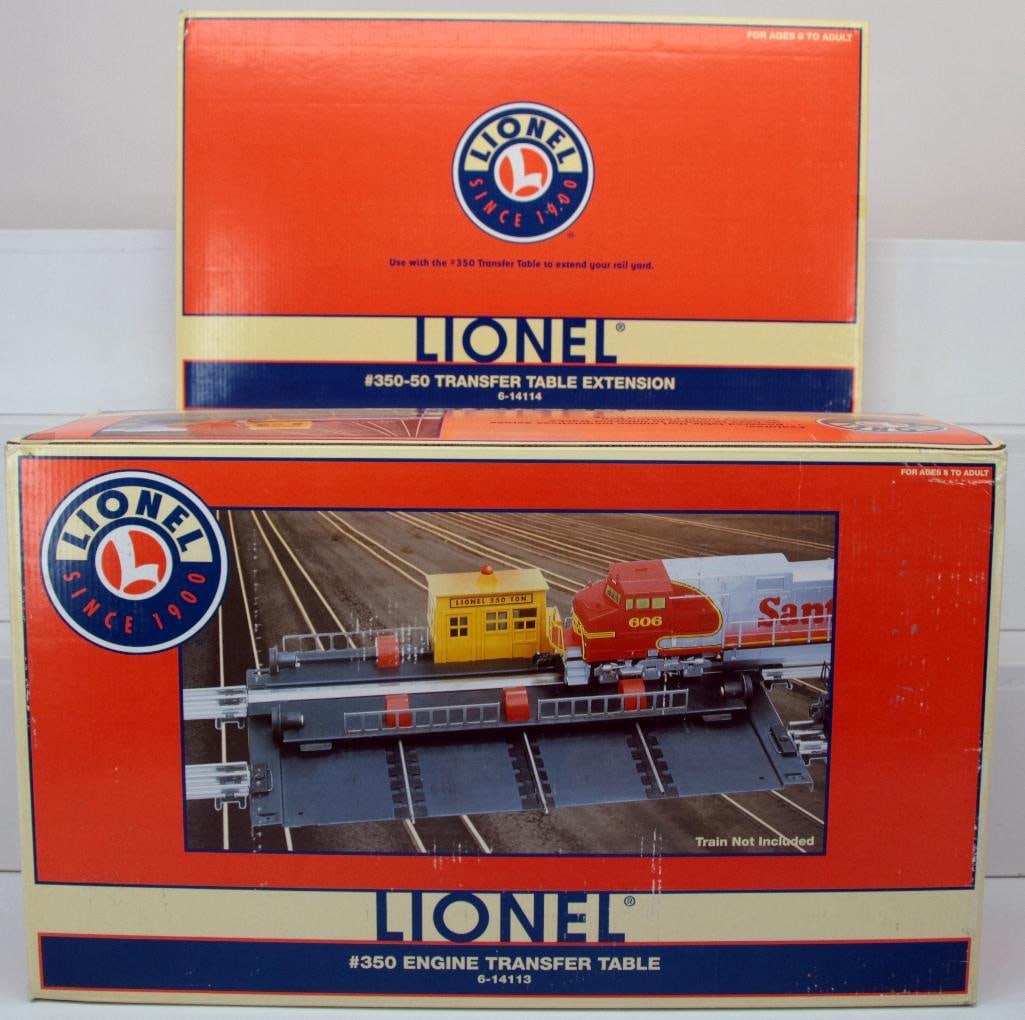 FOR AGES 8 TO ADULT
LIONEL
L
SINCE 1900
®
Use with the #350 Transfer Table to extend your rail yard.
LIONEL®
#350-50 TRANSFER TABLE EXTENSION
6-14114
FOR AGES 8 TO ADULT
LIONEL
L
SINCE 1900
LIONEL 350 TON
606
Sant
Train Not Included
LIONEL®
#350 ENGINE TRANSFER TABLE
6-14113